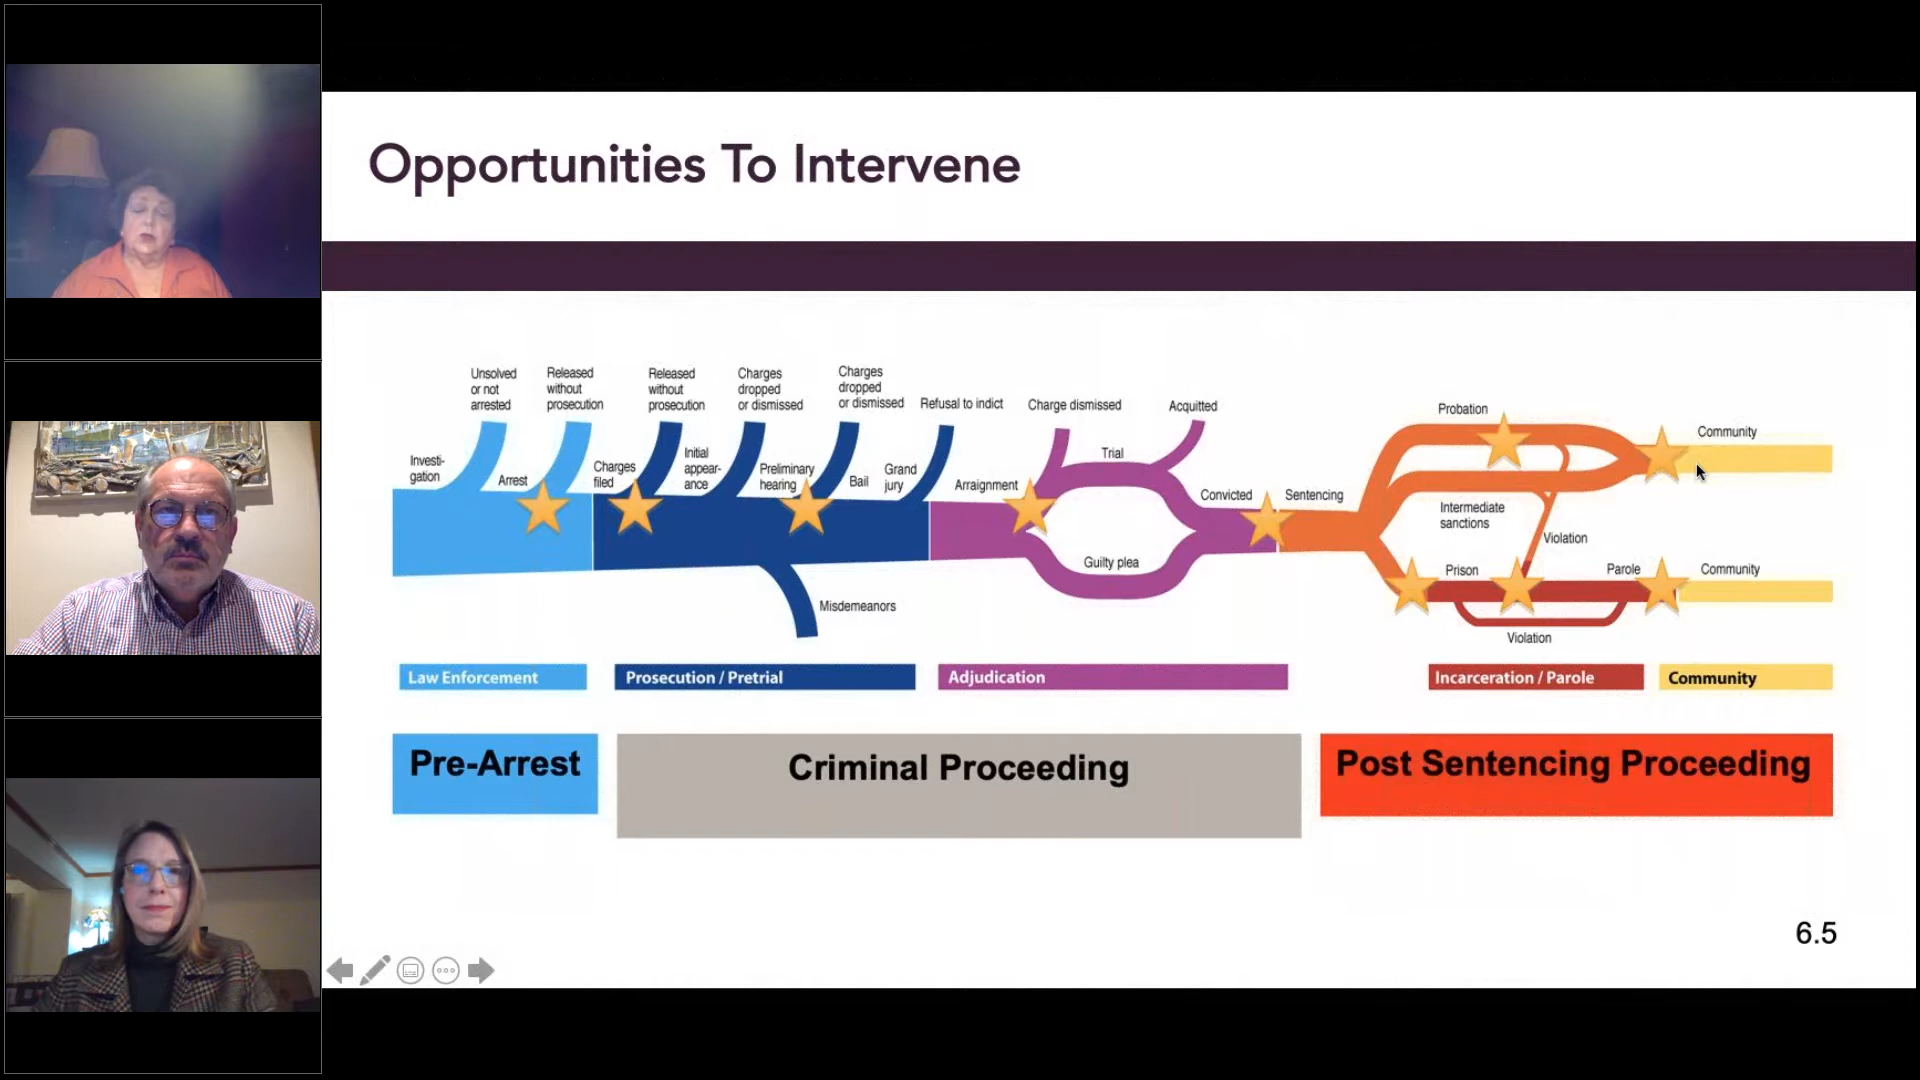 Opportunities To Intervene
Unsolved
or not
arrested
Released
without
prosecution
Released
without
prosecution
Charges
dropped
or dismissed
Charges
dropped
or dismissed
Refusal to indict
Charge dismissed
Acquitted
Probation
Community
Investi-
gation
Arrest
Charges
filed
Initial
appear-
ance
Preliminary
hearing
Bail
Grand
jury
Arraignment
Trial
Convicted
Sentencing
Intermediate
sanctions
Violation
Guilty plea
Prison
Parole
Community
Misdemeanors
Violation
Law Enforcement
Prosecution / Pretrial
Adjudication
Incarceration / Parole
Community
Pre-Arrest
Criminal Proceeding
Post Sentencing Proceeding
6.5